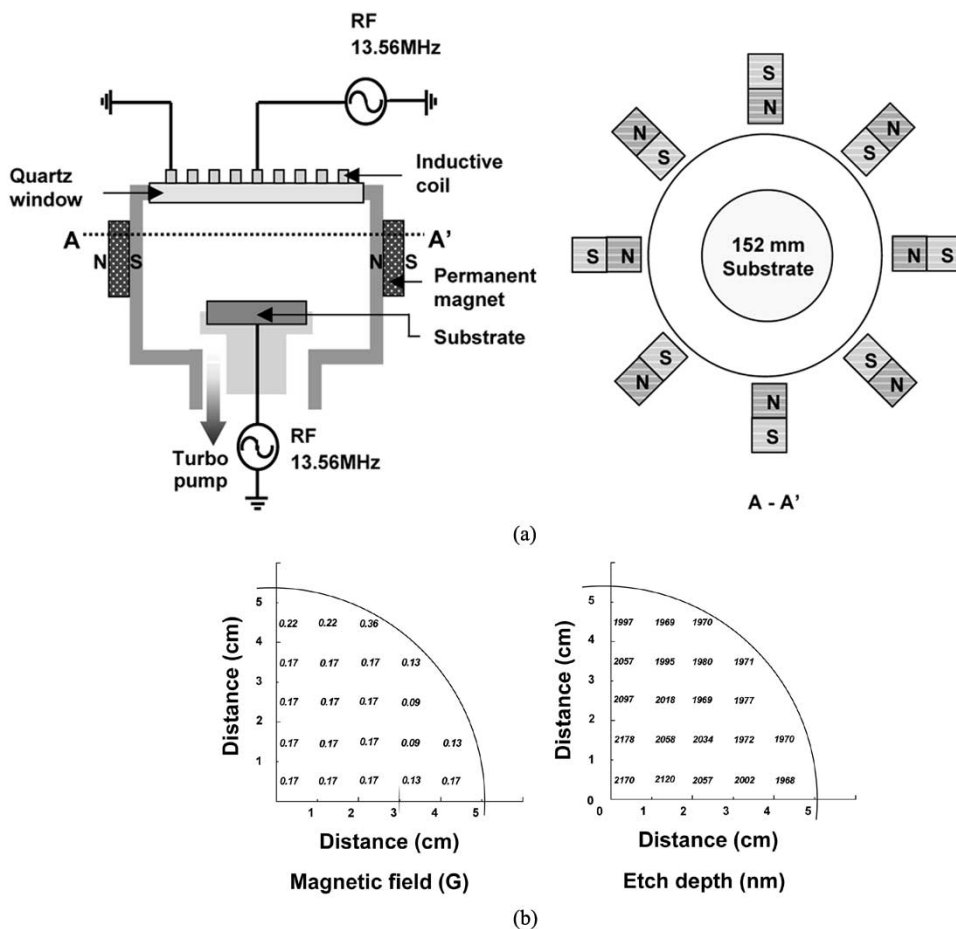 RF
13.56MHz
Quartz
window
Inductive
coil
A
A'
N S
N S
Permanent
magnet
Substrate
RF
13.56MHz
Turbo
pump
S
N
N
S
N
S
S
N
152 mm
Substrate
N
S
S
N
S
N
N
S
A - A'
(a)
Distance (cm)
5
4
3
2
1
0.22 0.22 0.36
0.17 0.17 0.17 0.13
0.17 0.17 0.17 0.09
0.17 0.17 0.17 0.09 0.13
0.17 0.17 0.17 0.13 0.17
1 2 3 4 5
Distance (cm)
Magnetic field (G)
Distance (cm)
5
4
3
2
1
0
1997 1969 1970
2057 1995 1980 1971
2097 2018 1969 1977
2178 2058 2034 1972 1970
2170 2120 2057 2002 1968
0 1 2 3 4 5
Distance (cm)
Etch depth (nm)
(b)